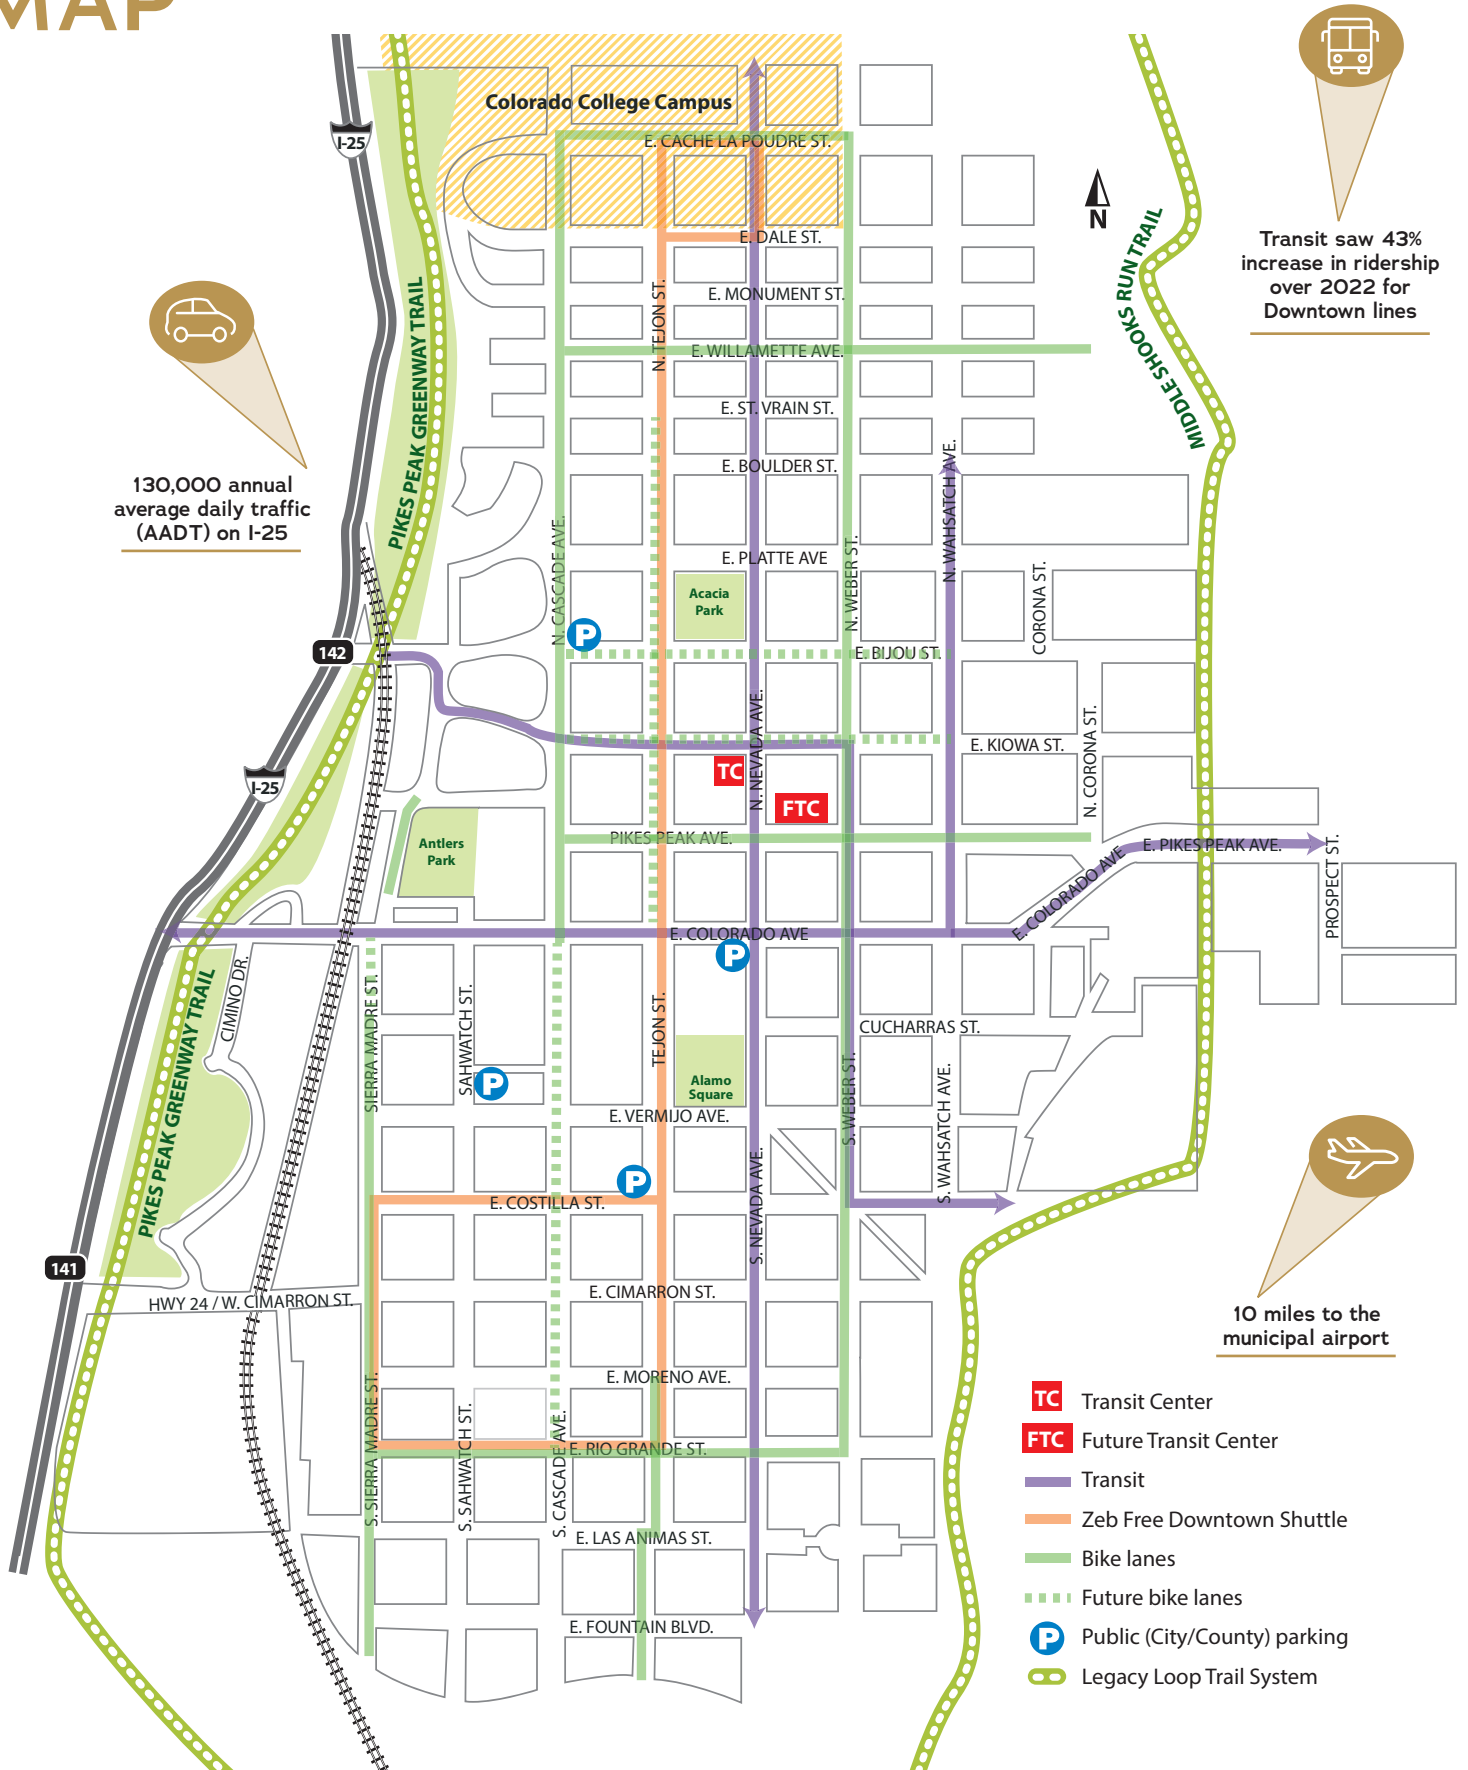 MAP
Colorado College Campus
I-25
E. CACHE LA POUDRE ST.
N
E. DALE ST.
Transit saw 43%
increase in ridership
over 2022 for
Downtown lines
MIDDLE SHOOKS RUN TRAIL
PIKES PEAK GREENWAY TRAIL
N. TEJON ST.
E. MONUMENT ST.
E. WILLAMETTE AVE.
E. ST. VRAIN ST.
E. BOULDER ST.
130,000 annual
average daily traffic
(AADT) on I-25
N. CASCADE AVE.
E. PLATTE AVE
N. WEBER ST.
N. WAHSATCH AVE.
CORONA ST.
Acacia
Park
P
142
E. BIJOU ST.
N. NEVADA AVE.
E. KIOWA ST.
N. CORONA ST.
TC
I-25
FTC
PIKES PEAK AVE.
E. PIKES PEAK AVE.
Antlers
Park
E. COLORADO AVE
PROSPECT ST.
E. COLORADO AVE
P
PIKES PEAK GREENWAY TRAIL
CIMINO DR.
SIERRA MADRE ST.
SAHWATCH ST.
TEJON ST.
CUCHARRAS ST.
P
Alamo
Square
S. WEBER ST.
S. WAHSATCH AVE.
E. VERMIJO AVE.
P
E. COSTILLA ST.
S. NEVADA AVE.
141
HWY 24 / W. CIMARRON ST.
E. CIMARRON ST.
10 miles to the
municipal airport
E. MORENO AVE.
S. SIERRA MADRE ST.
S. SAHWATCH ST.
S. CASCADE AVE.
E. RIO GRANDE ST.
E. LAS ANIMAS ST.
E. FOUNTAIN BLVD.
TC Transit Center
FTC Future Transit Center
Transit
Zeb Free Downtown Shuttle
Bike lanes
Future bike lanes
P Public (City/County) parking
Legacy Loop Trail System